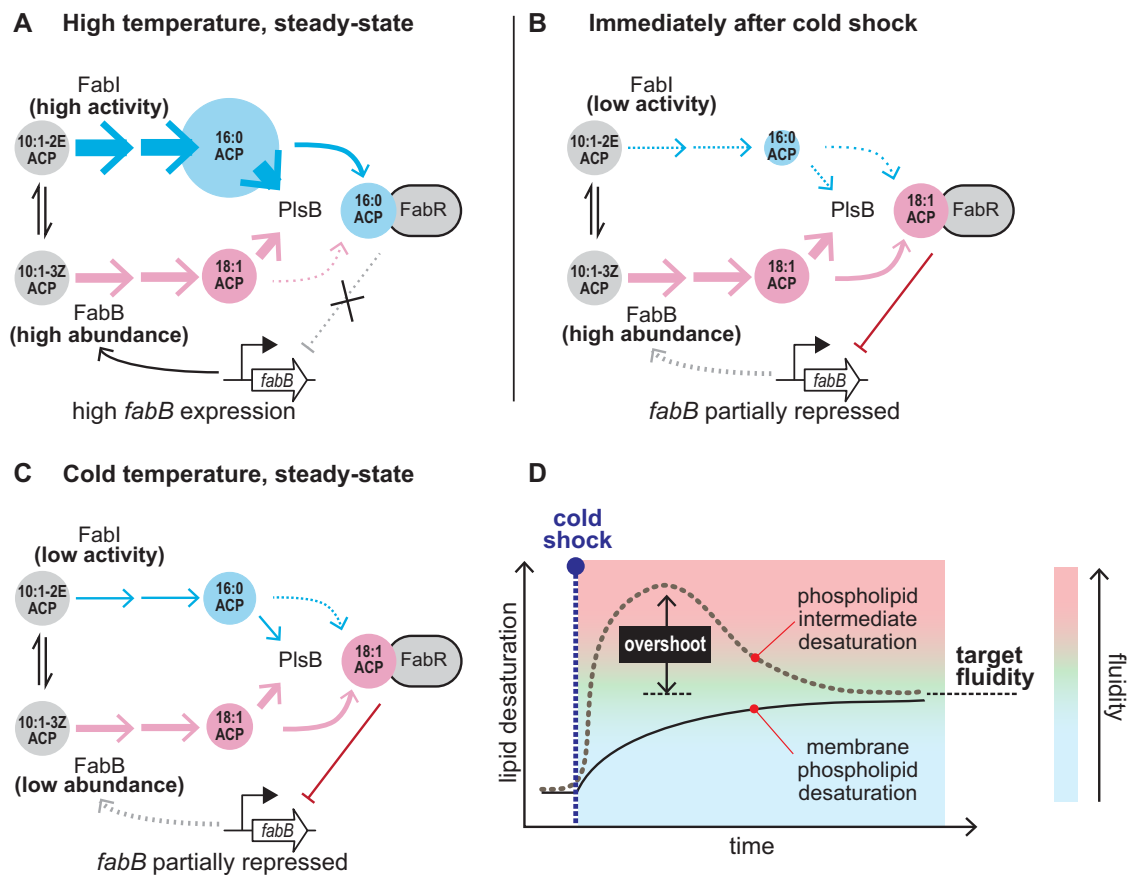 A High temperature, steady-state
FabI
(high activity)
10:1-2E
ACP
16:0
ACP
PlsB
16:0
ACP
FabR
10:1-3Z
ACP
18:1
ACP
FabB
(high abundance)
fabB
high fabB expression
B Immediately after cold shock
FabI
(low activity)
10:1-2E
ACP
16:0
ACP
PlsB
18:1
ACP
FabR
10:1-3Z
ACP
18:1
ACP
FabB
(high abundance)
fabB
fabB partially repressed
C Cold temperature, steady-state
FabI
(low activity)
10:1-2E
ACP
16:0
ACP
PlsB
18:1
ACP
FabR
10:1-3Z
ACP
18:1
ACP
FabB
(low abundance)
fabB
fabB partially repressed
D
cold
shock
lipid desaturation
overshoot
phospholipid
intermediate
desaturation
target
fluidity
membrane
phospholipid
desaturation
time
fluidity